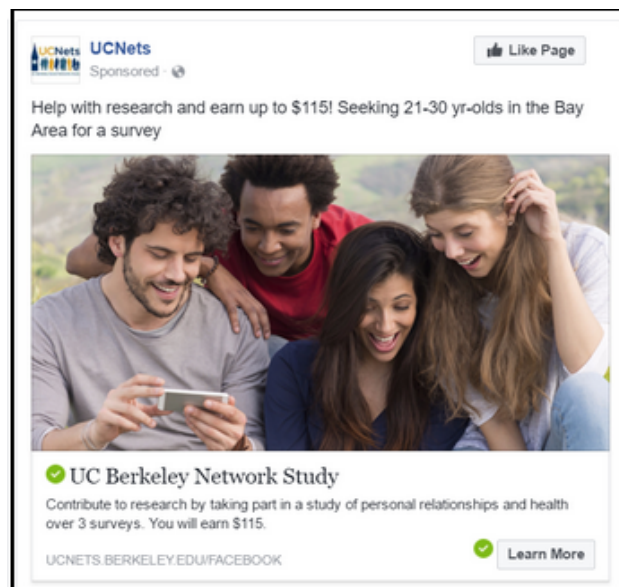 UCNets
UCNets
Like Page
Sponsored ·
Help with research and earn up to $115! Seeking 21-30 yr-olds in the Bay
Area for a survey
UC Berkeley Network Study
Contribute to research by taking part in a study of personal relationships and health
over 3 surveys. You will earn $115.
UCNETS.BERKELEY.EDU/FACEBOOK
Learn More